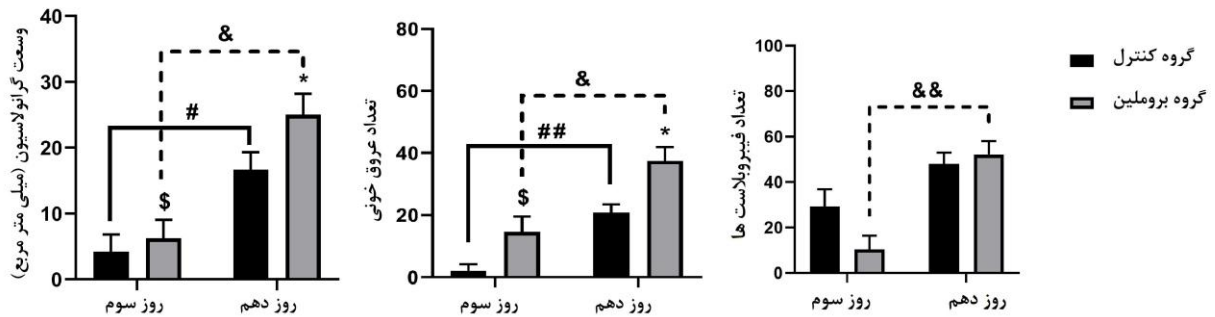 وسعت گرانولاسیون (میلی متر مربع)
40
30
20
10
0
#
&
$
*
روز سوم
روز دهم
تعداد عروق خونی
80
60
40
20
0
##
&
$
*
روز سوم
روز دهم
تعداد فیبروبلاست ها
100
80
60
40
20
0
&&
روز سوم
روز دهم
گروه کنترل
گروه بروملین